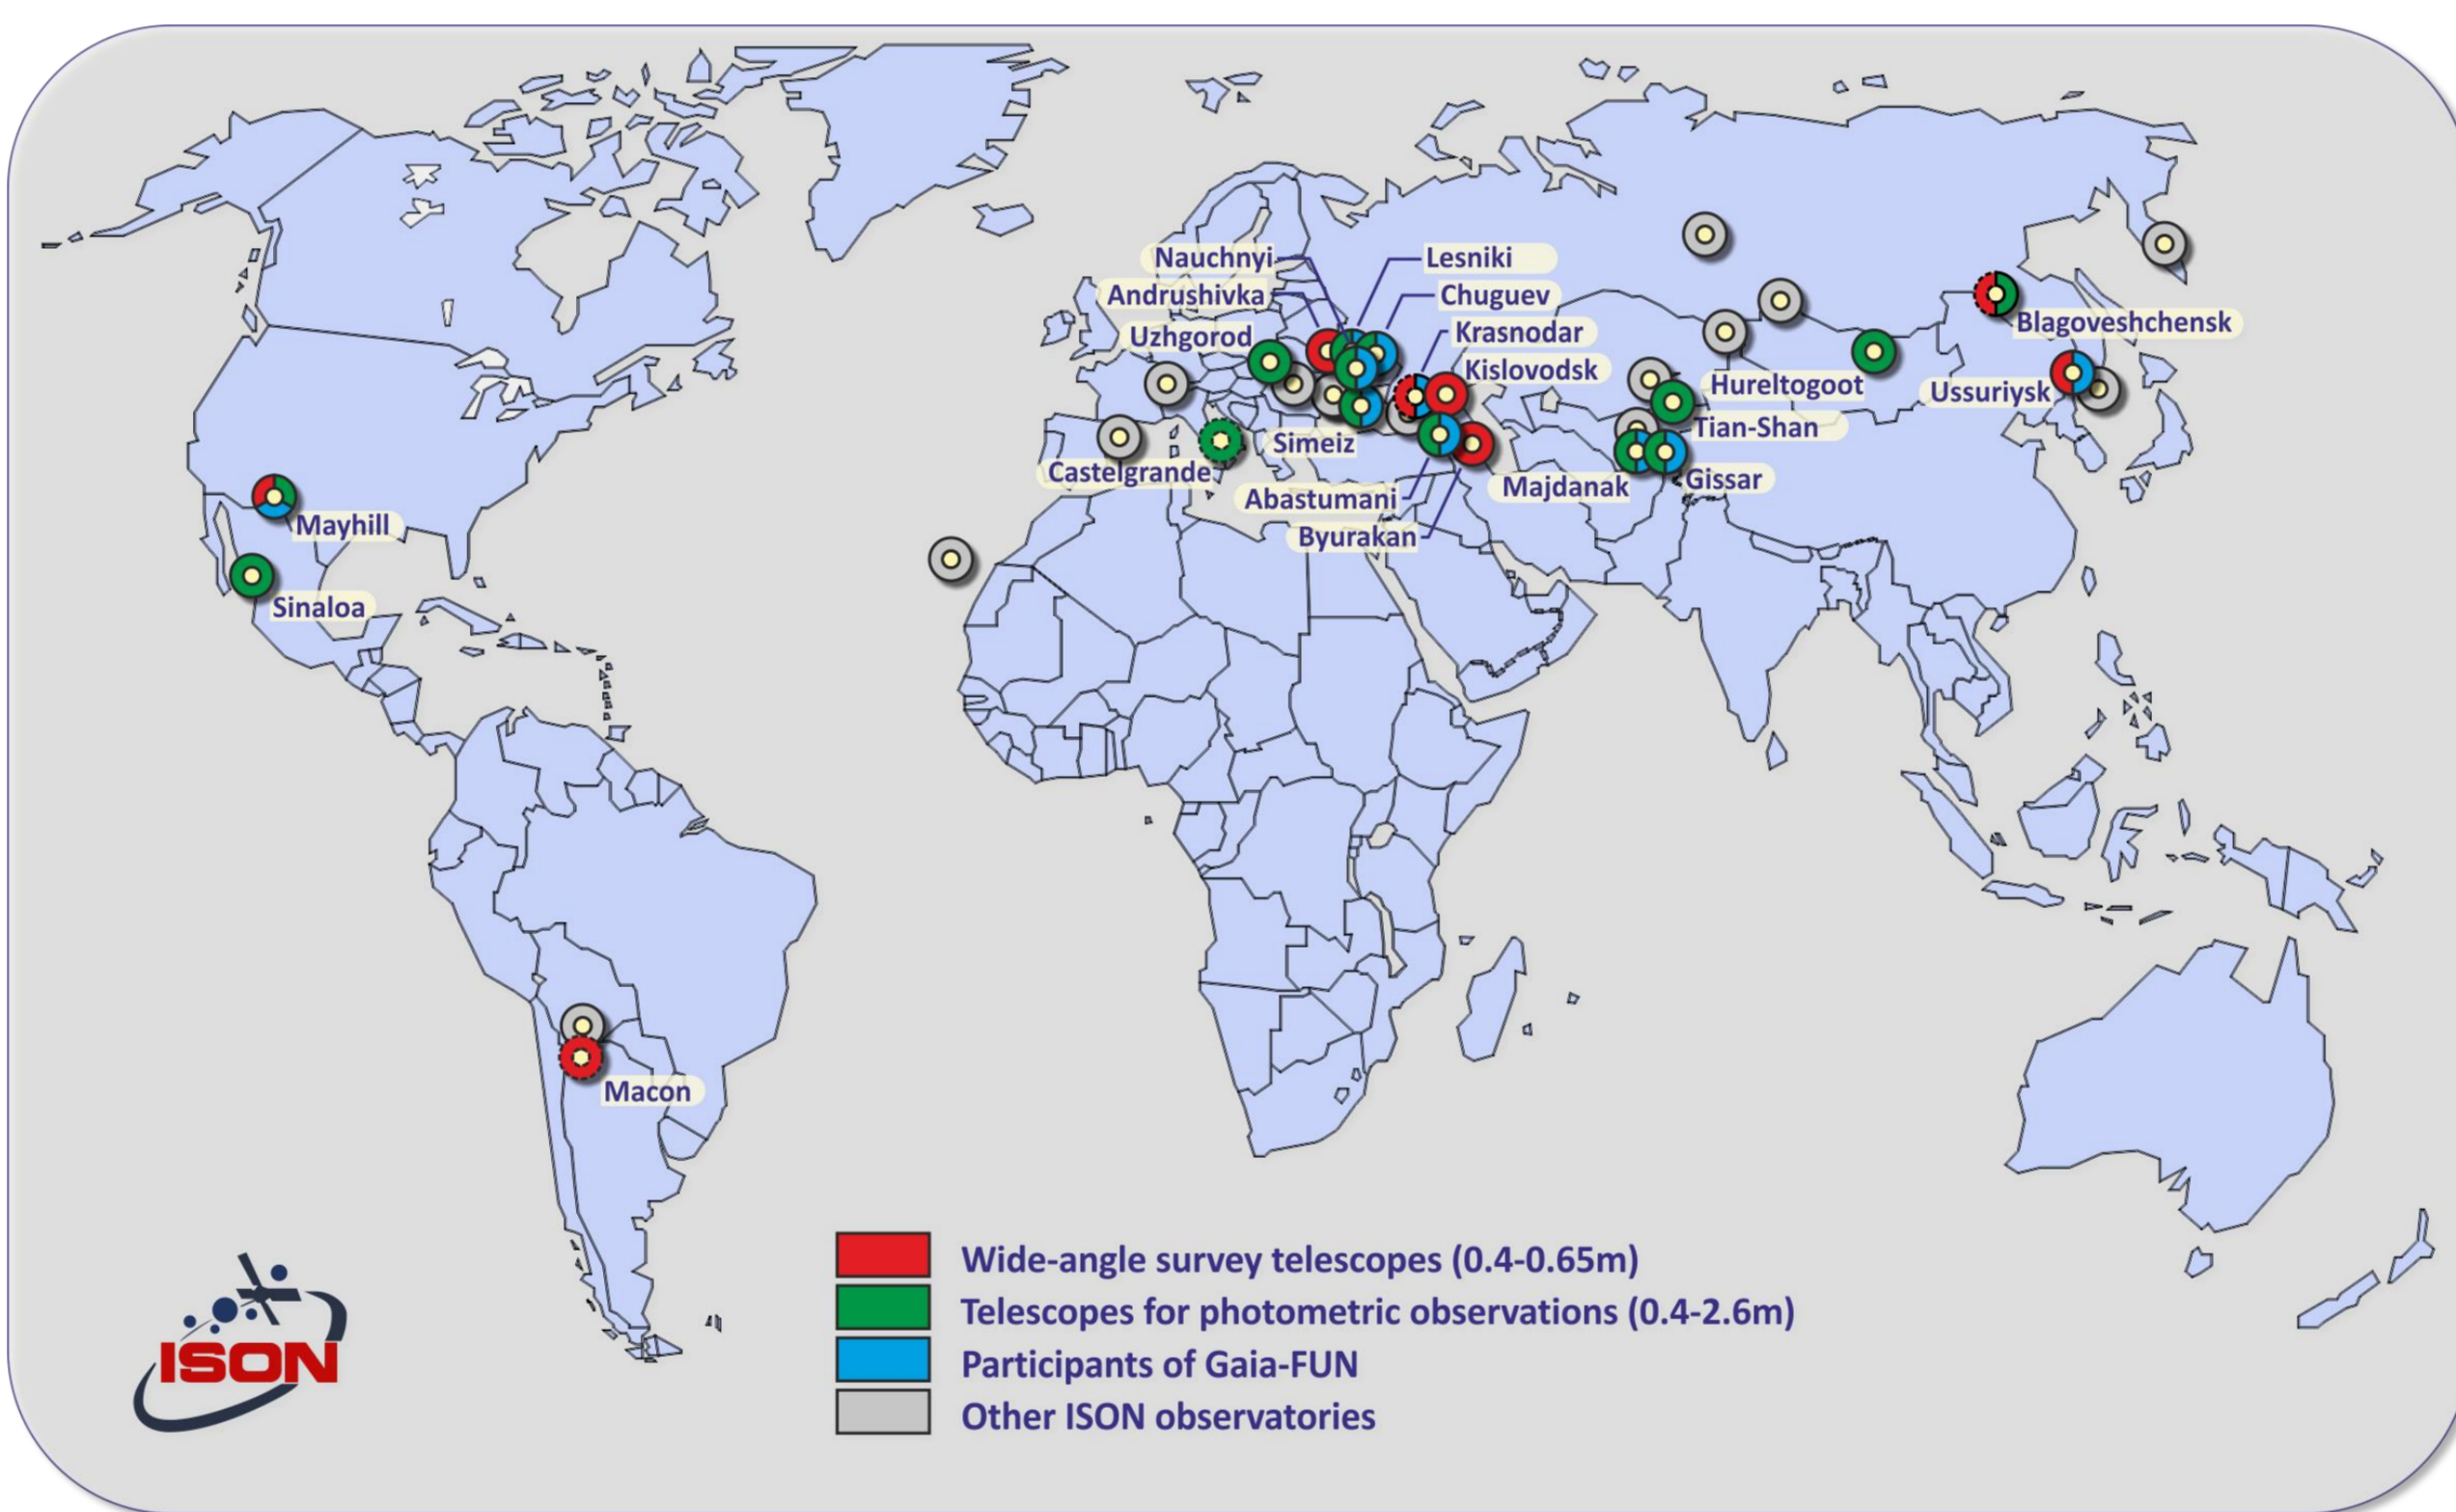 Nauchnyi
Lesniki
Andrushivka
Chuguev
Uzhgorod
Krasnodar
Kislovodsk
Blagoveshchensk
Hureltogoot
Ussuriysk
Tian-Shan
Simeiz
Castelgrande
Abastumani
Majdanak
Gissar
Byurakan
Mayhill
Sinaloa
Macon
Wide-angle survey telescopes (0.4-0.65m)
Telescopes for photometric observations (0.4-2.6m)
Participants of Gaia-FUN
Other ISON observatories
ISON